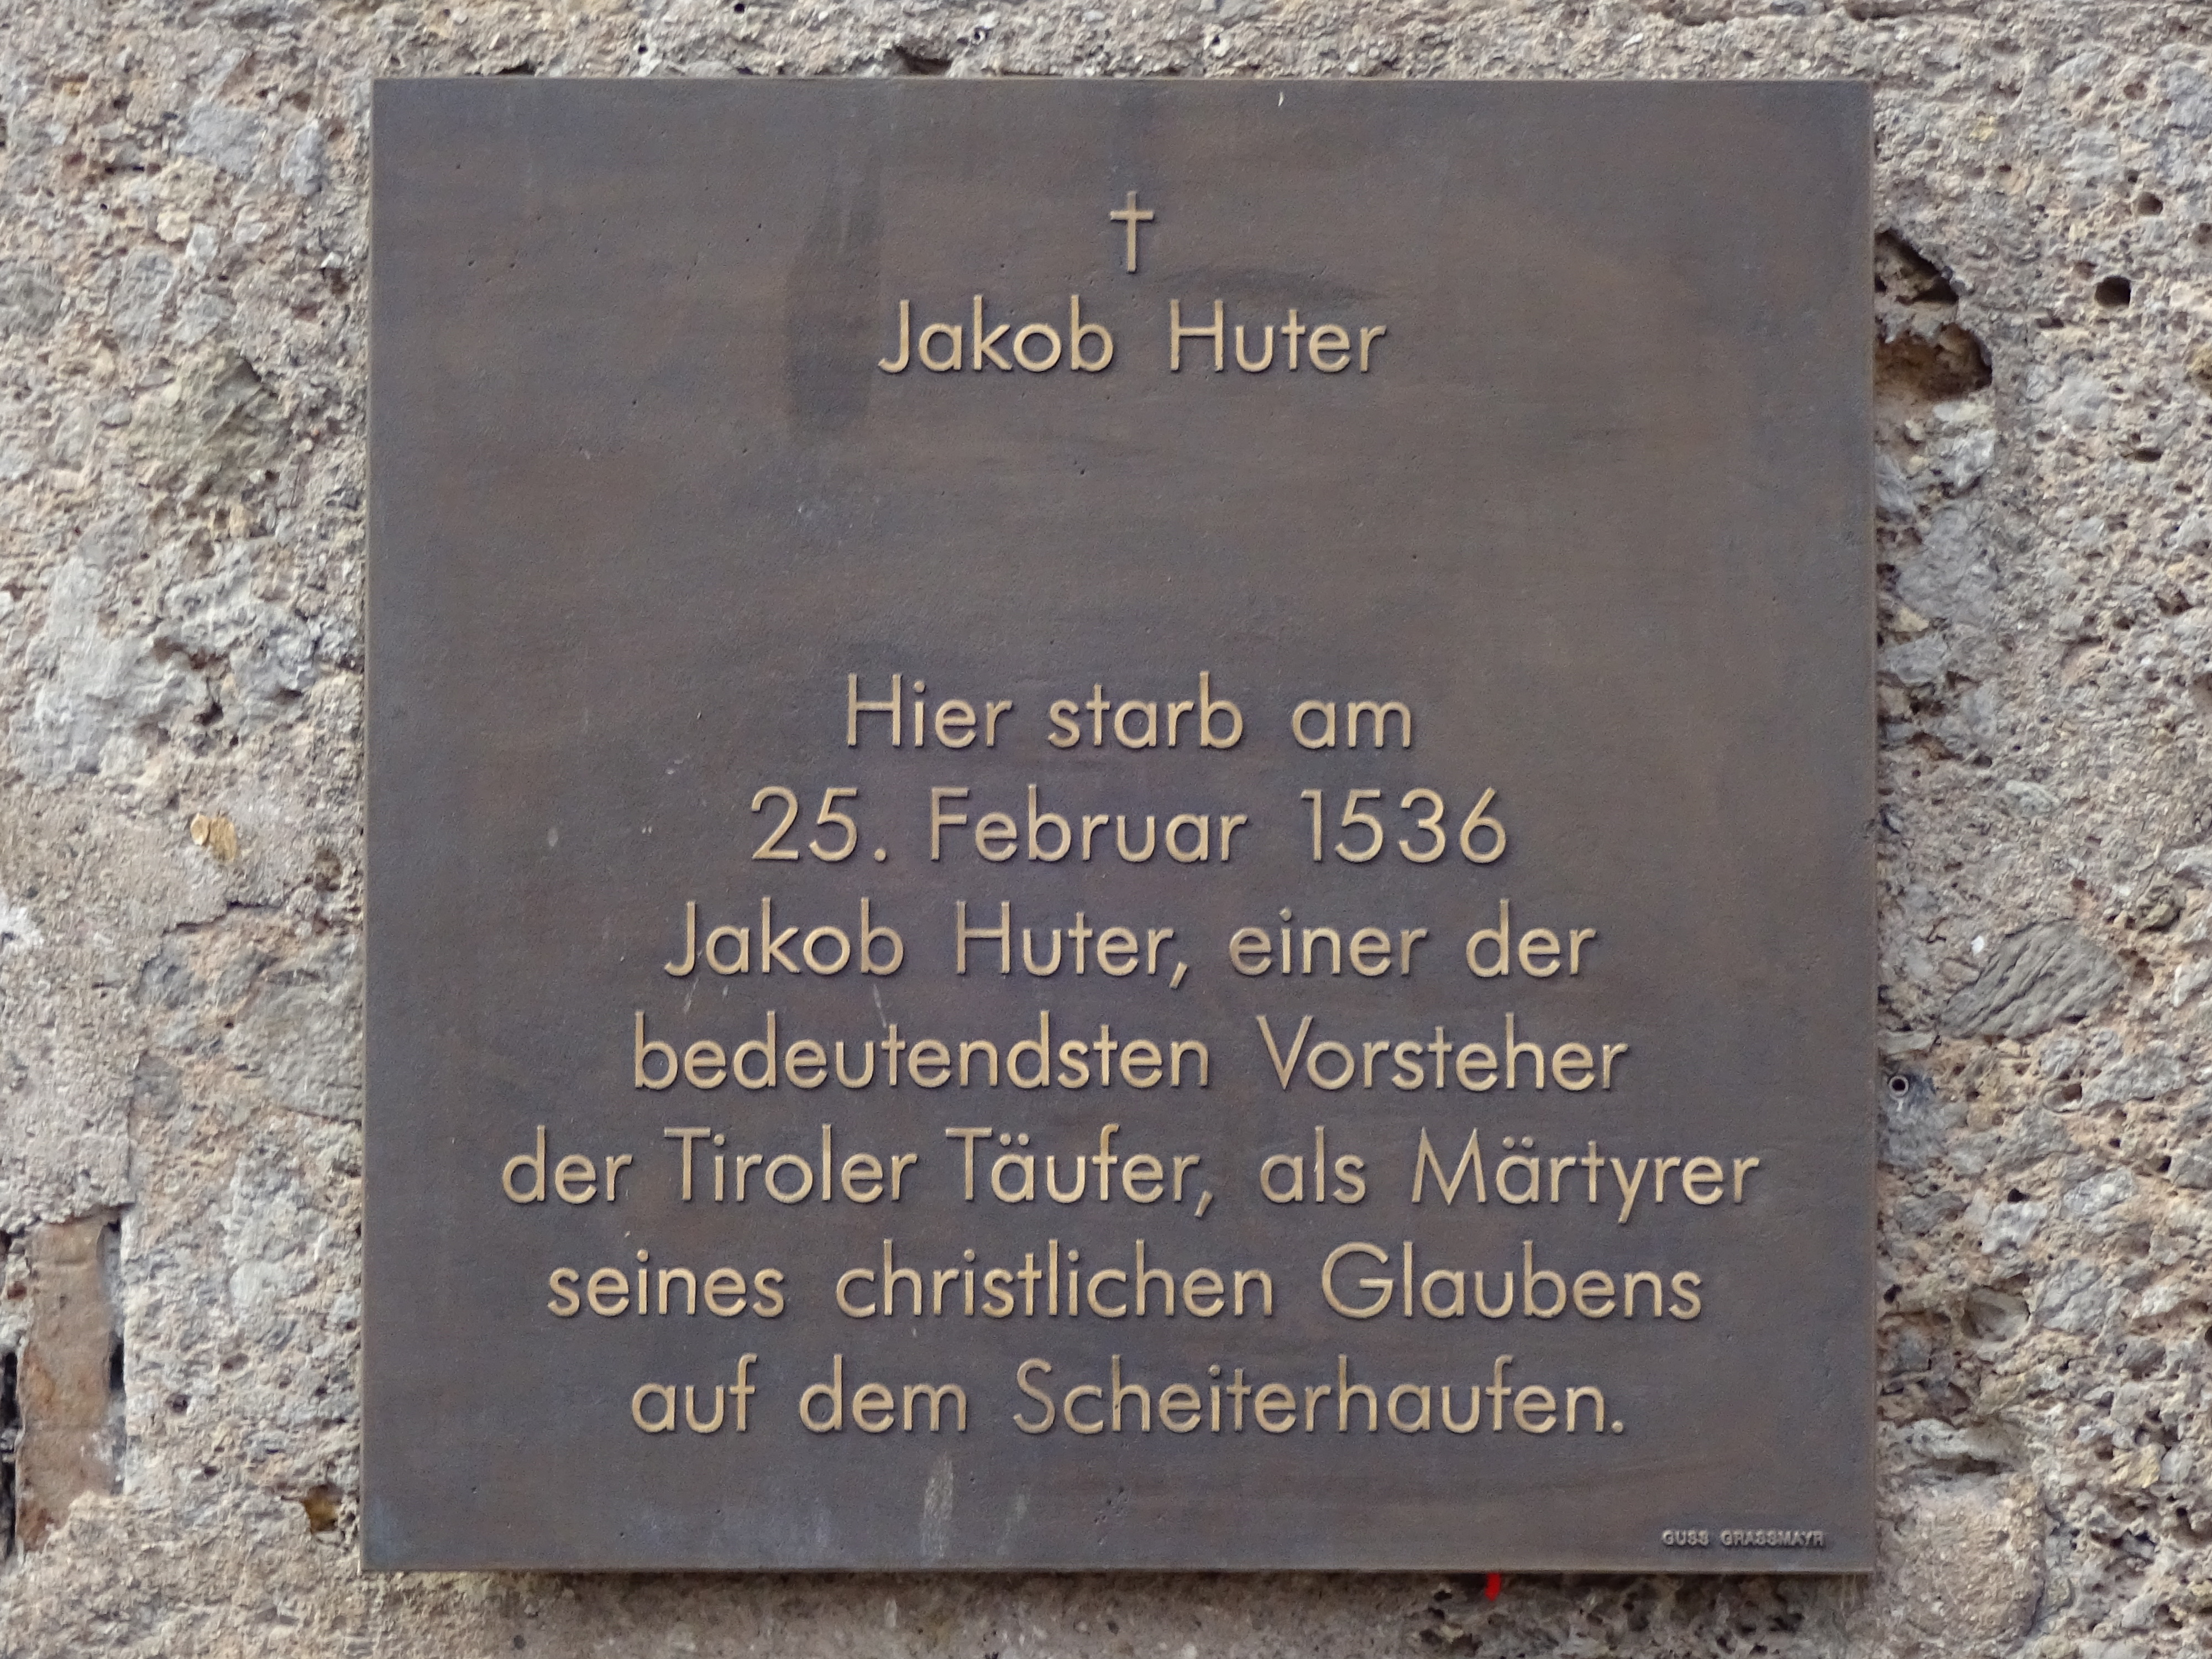 Jakob Huter
Hier starb am
25. Februar 1536
Jakob Huter, einer der
bedeutendsten Vorsteher
der Tiroler Täufer, als Märtyrer
seines christlichen Glaubens
auf dem Scheiterhaufen.
GUSS GRASSMAYR